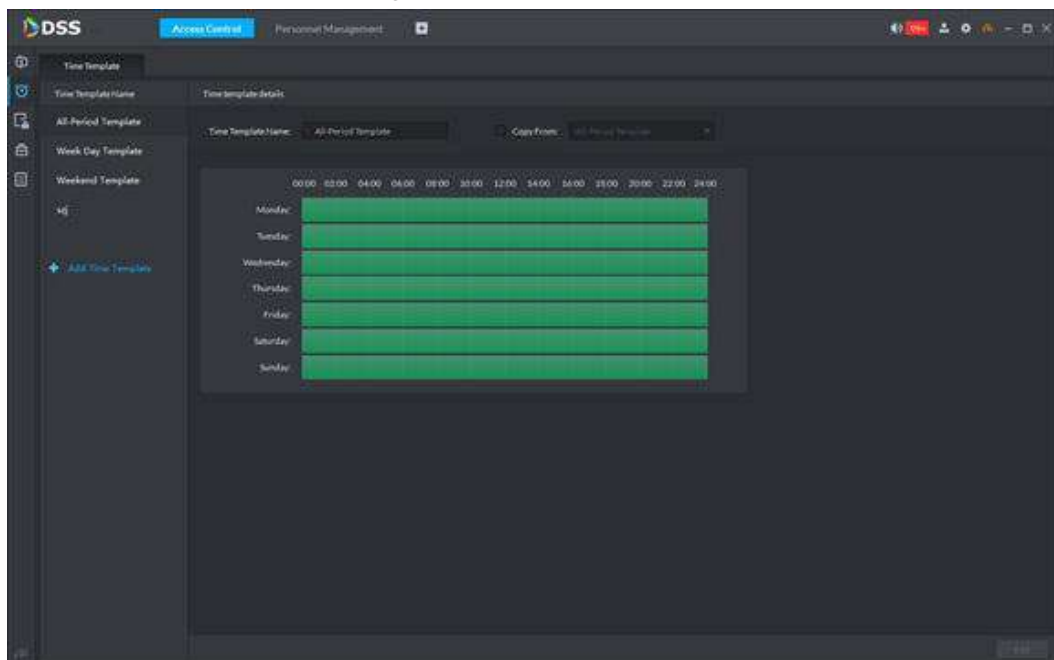 DSS
Access Control
Personnel Management
Time Template
Time Template Name
Time template details
All-Period Template
Week Day Template
Weekend Template
Add Time Template
Time Template Name:
All-Period Template
Copy From:
All-Period Template
00:00 02:00 04:00 06:00 08:00 10:00 12:00 14:00 16:00 18:00 20:00 22:00 24:00
Monday:
Tuesday:
Wednesday:
Thursday:
Friday:
Saturday:
Sunday: